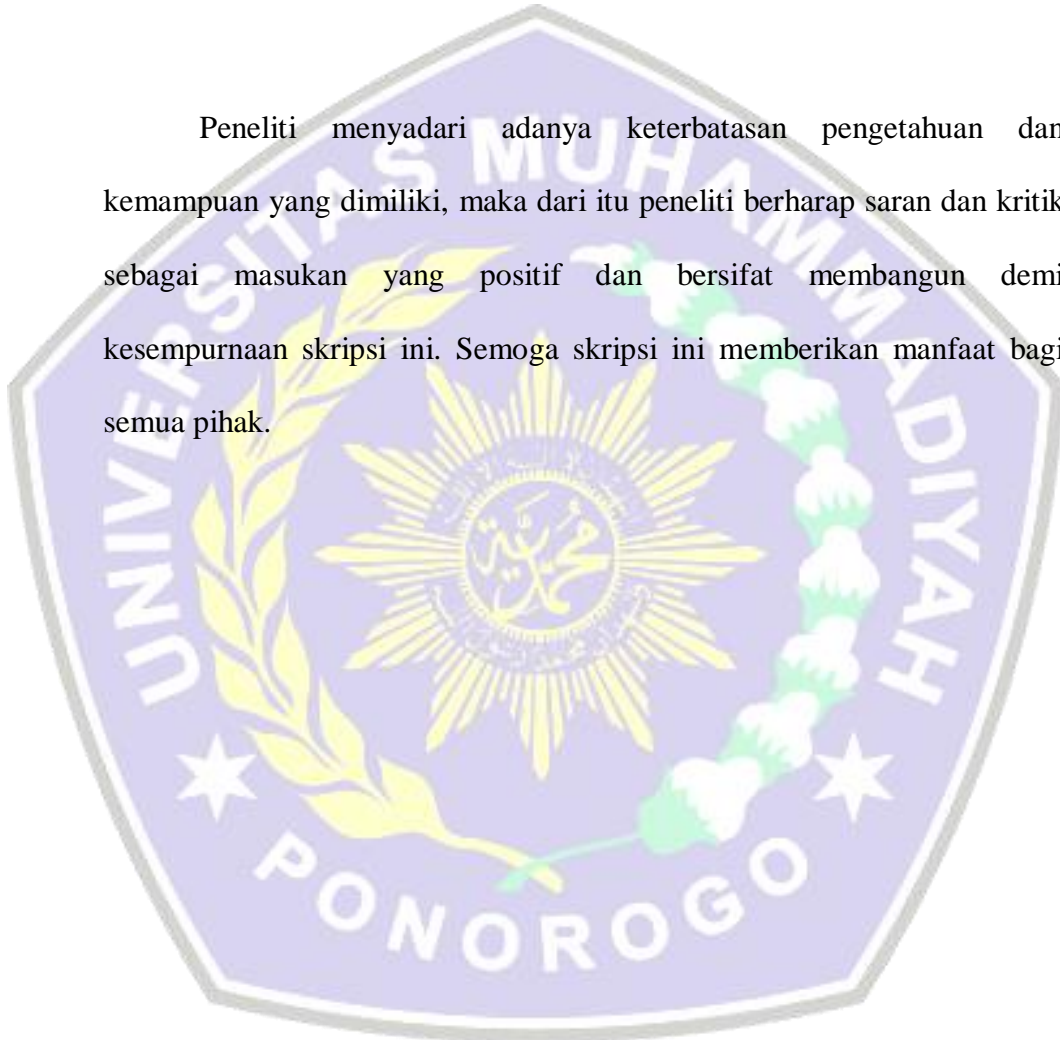 Peneliti menyadari adanya keterbatasan pengetahuan dan
kemampuan yang dimiliki, maka dari itu peneliti berharap saran dan kritik
sebagai masukan yang positif dan bersifat membangun demi
kesempurnaan skripsi ini. Semoga skripsi ini memberikan manfaat bagi
semua pihak.
UNIVERSITAS MUHAMMADIYAH
محمدية
PONOROGO